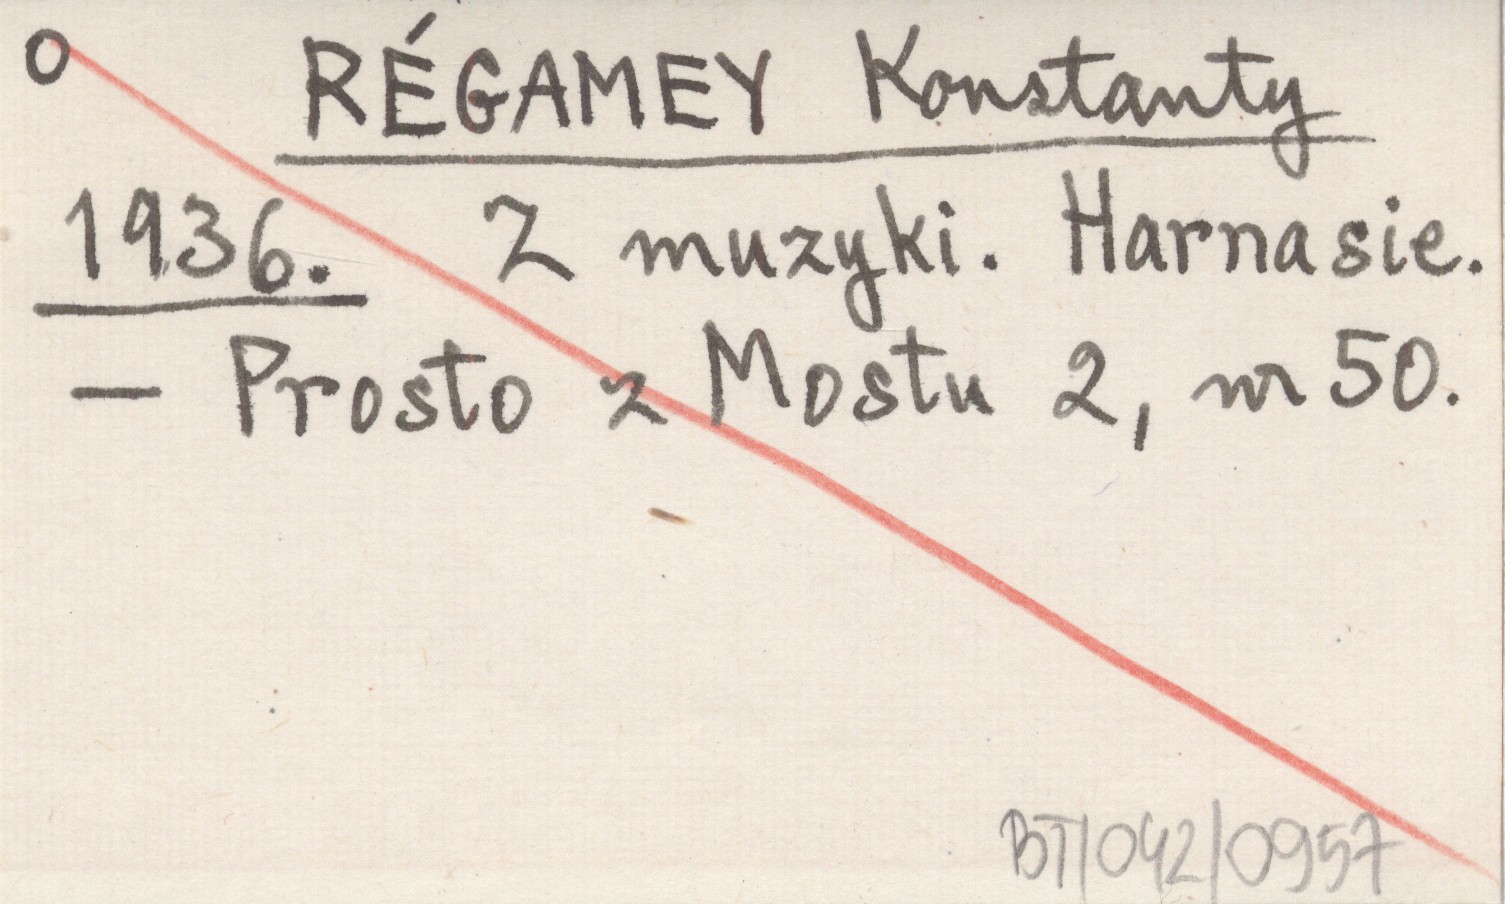 O RÉGAMEY Konstanty
1936. Z muzyki. Harnasie.
— Prosto z Mostu 2, nr 50.
BT/042/0957